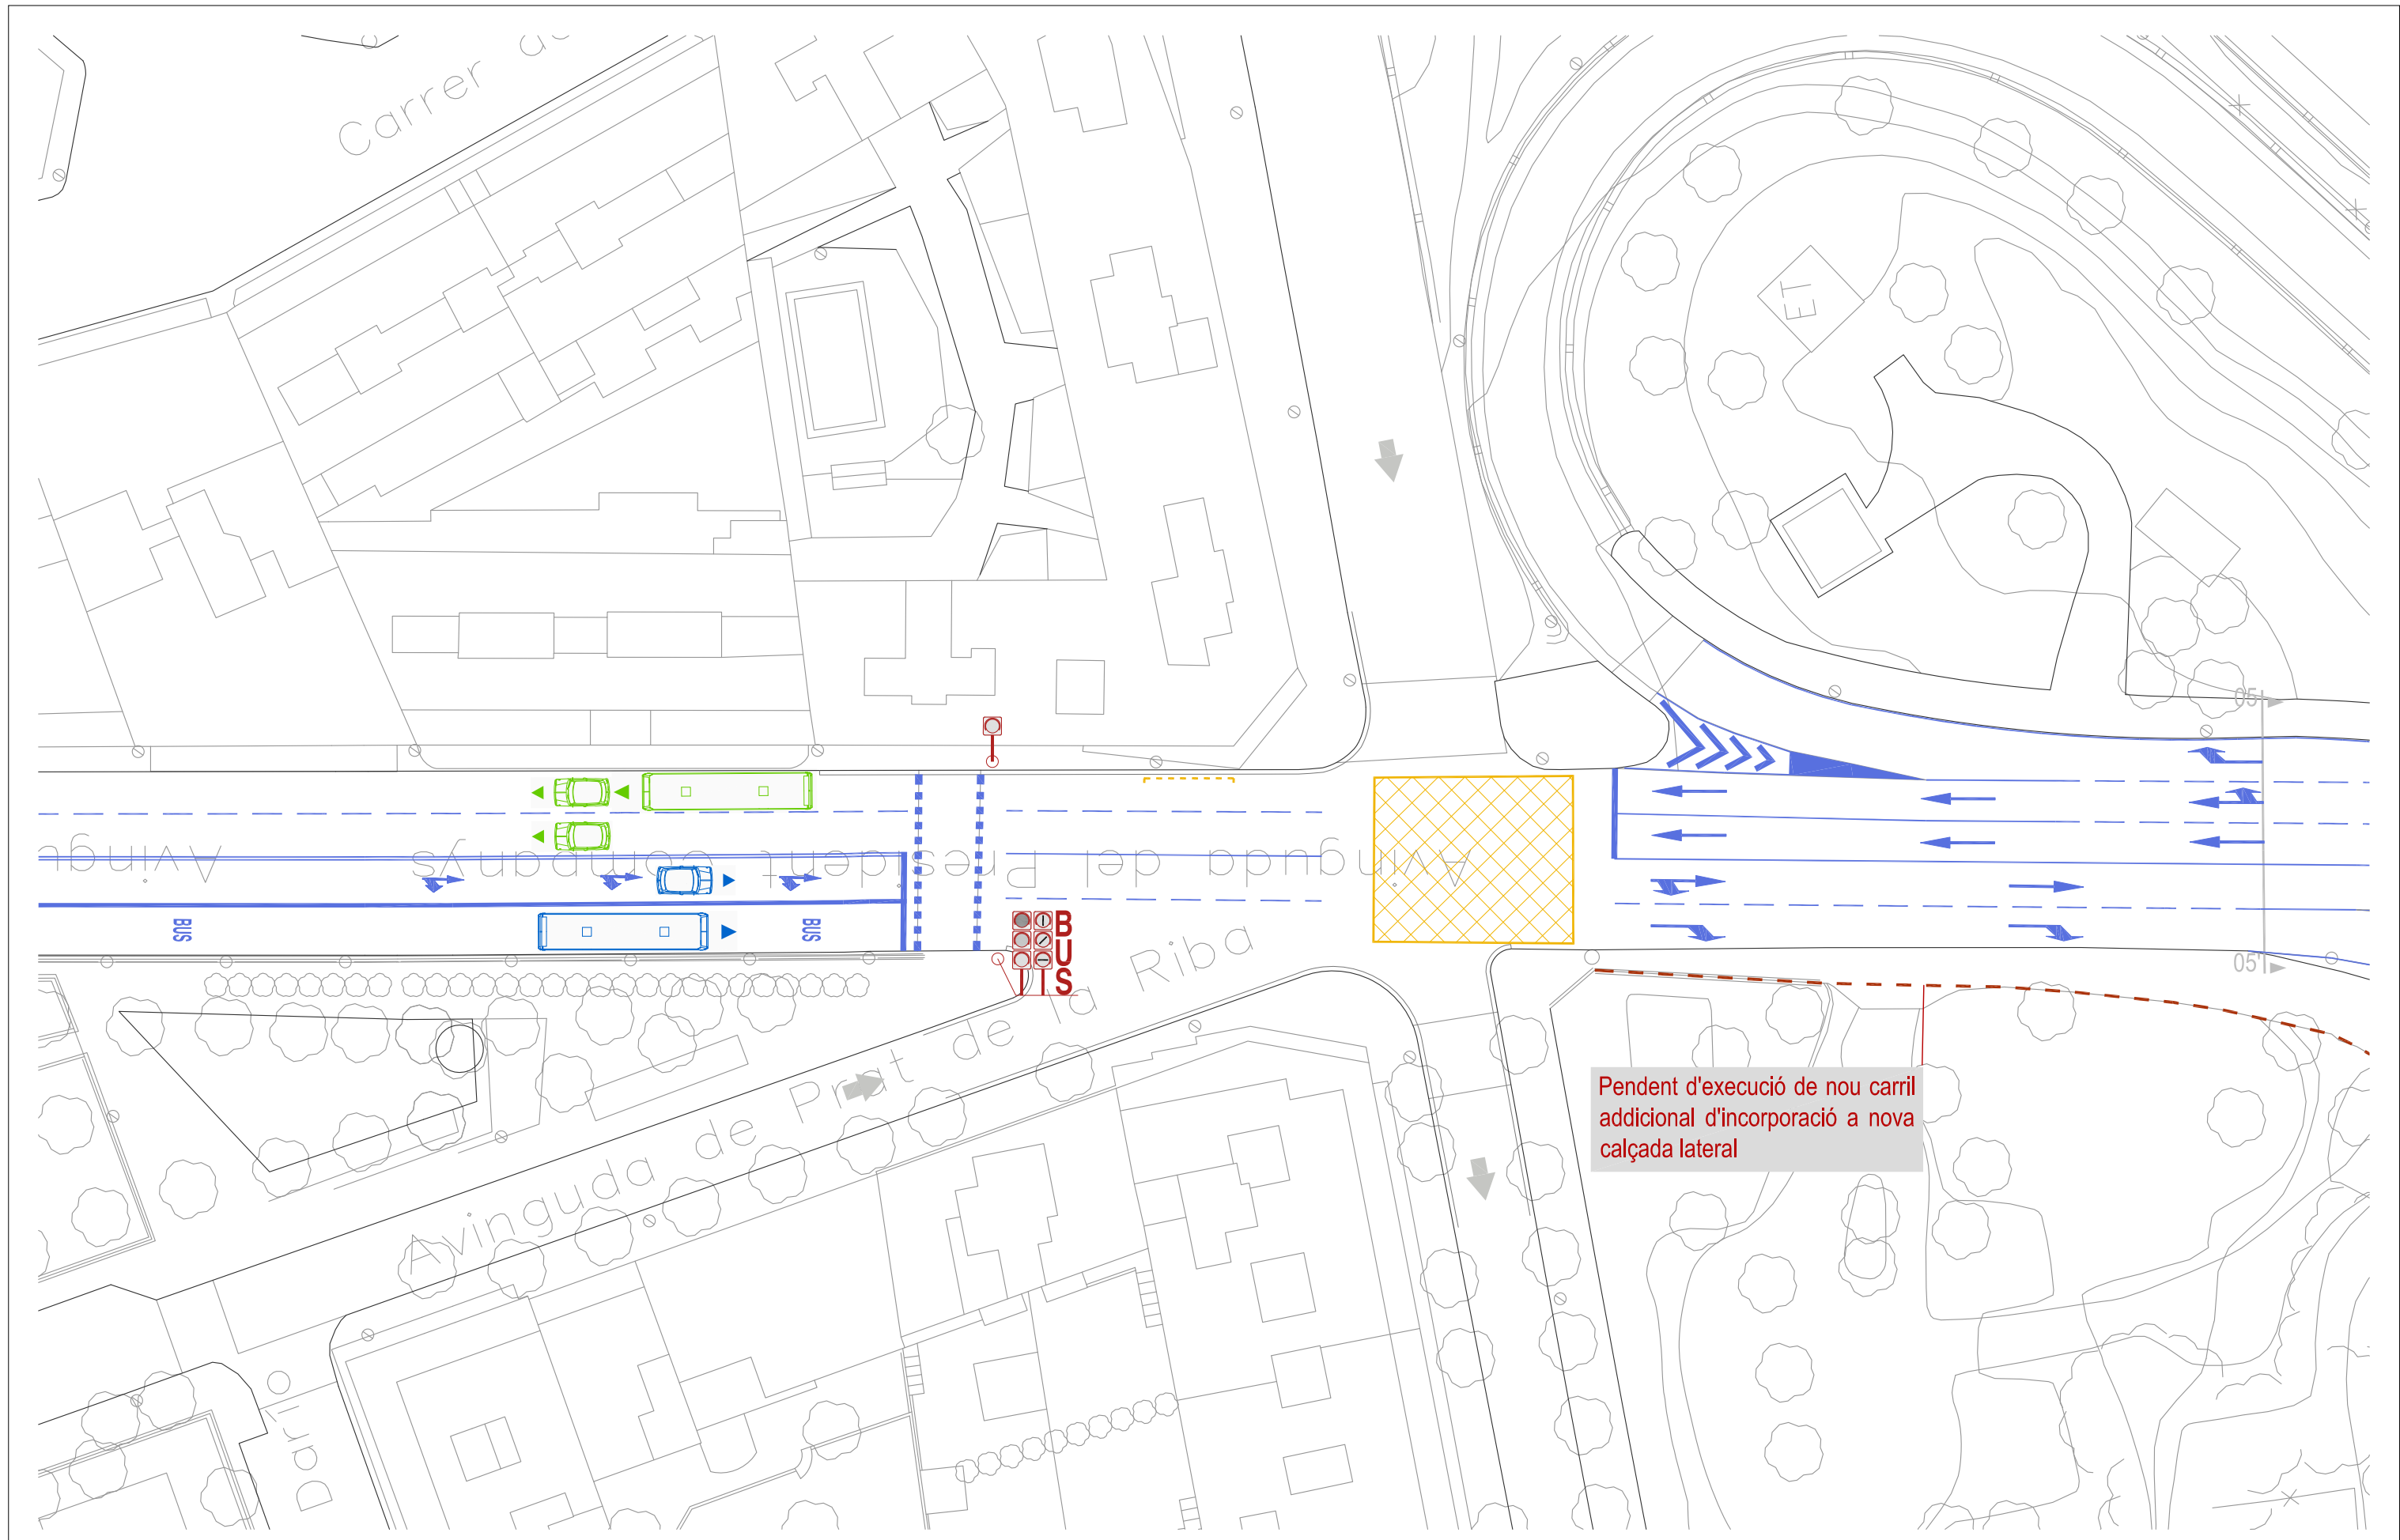 Carrer de
ET
05'
Avinguda del President Companys
Avingu
BUS
BUS
BUS
05'
Avinguda de Prat de la Riba
Pendent d'execució de nou carril
addicional d'incorporació a nova
calçada lateral